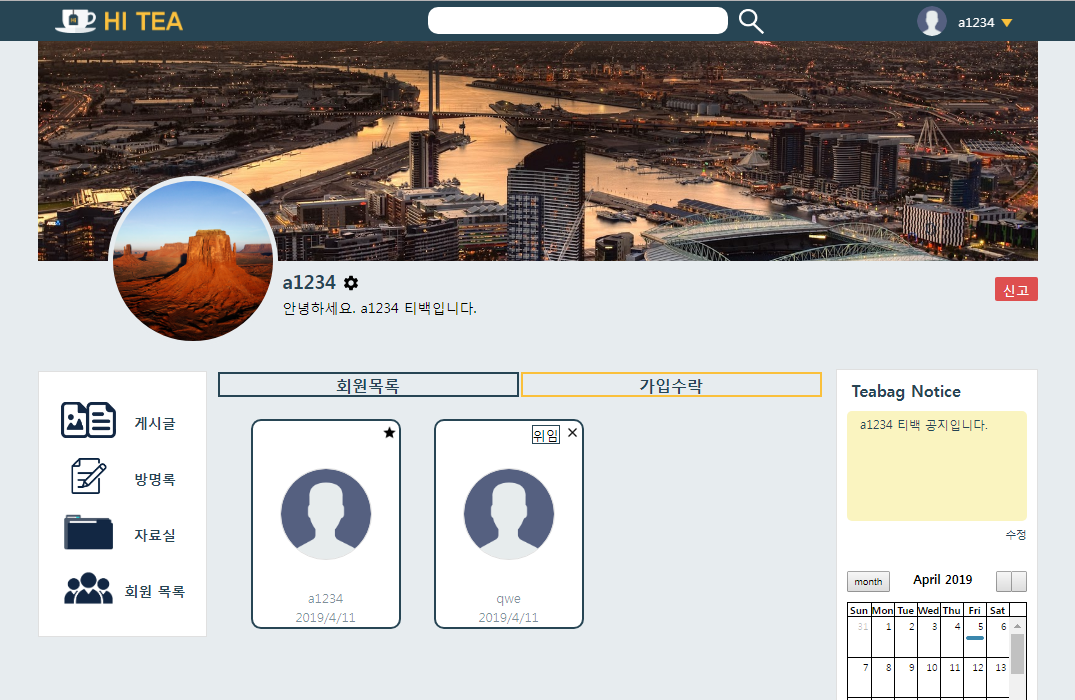 HI TEA
a1234
a1234
안녕하세요. a1234 티백입니다.
신고
게시글
방명록
자료실
회원 목록
회원목록
가입수락
a1234
2019/4/11
위임
qwe
2019/4/11
Teabag Notice
a1234 티백 공지입니다.
수정
month
April 2019
Sun Mon Tue Wed Thu Fri Sat
31 1 2 3 4 5 6
7 8 9 10 11 12 13